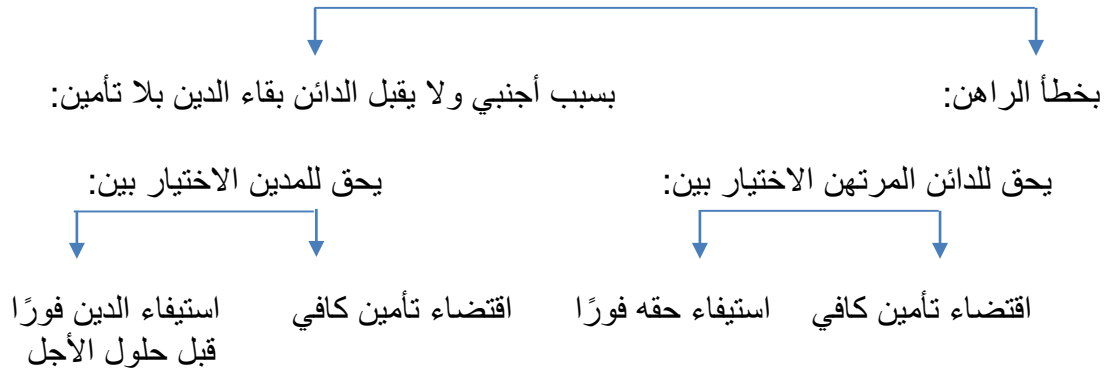 بخطأ الراهن:
بسبب أجنبي ولا يقبل الدائن بقاء الدين بلا تأمين:
يحق للدائن المرتهن الاختيار بين:
يحق للمدين الاختيار بين:
اقتضاء تأمين كافي
استيفاء حقه فورًا
اقتضاء تأمين كافي
استيفاء الدين فورًا
قبل حلول الأجل